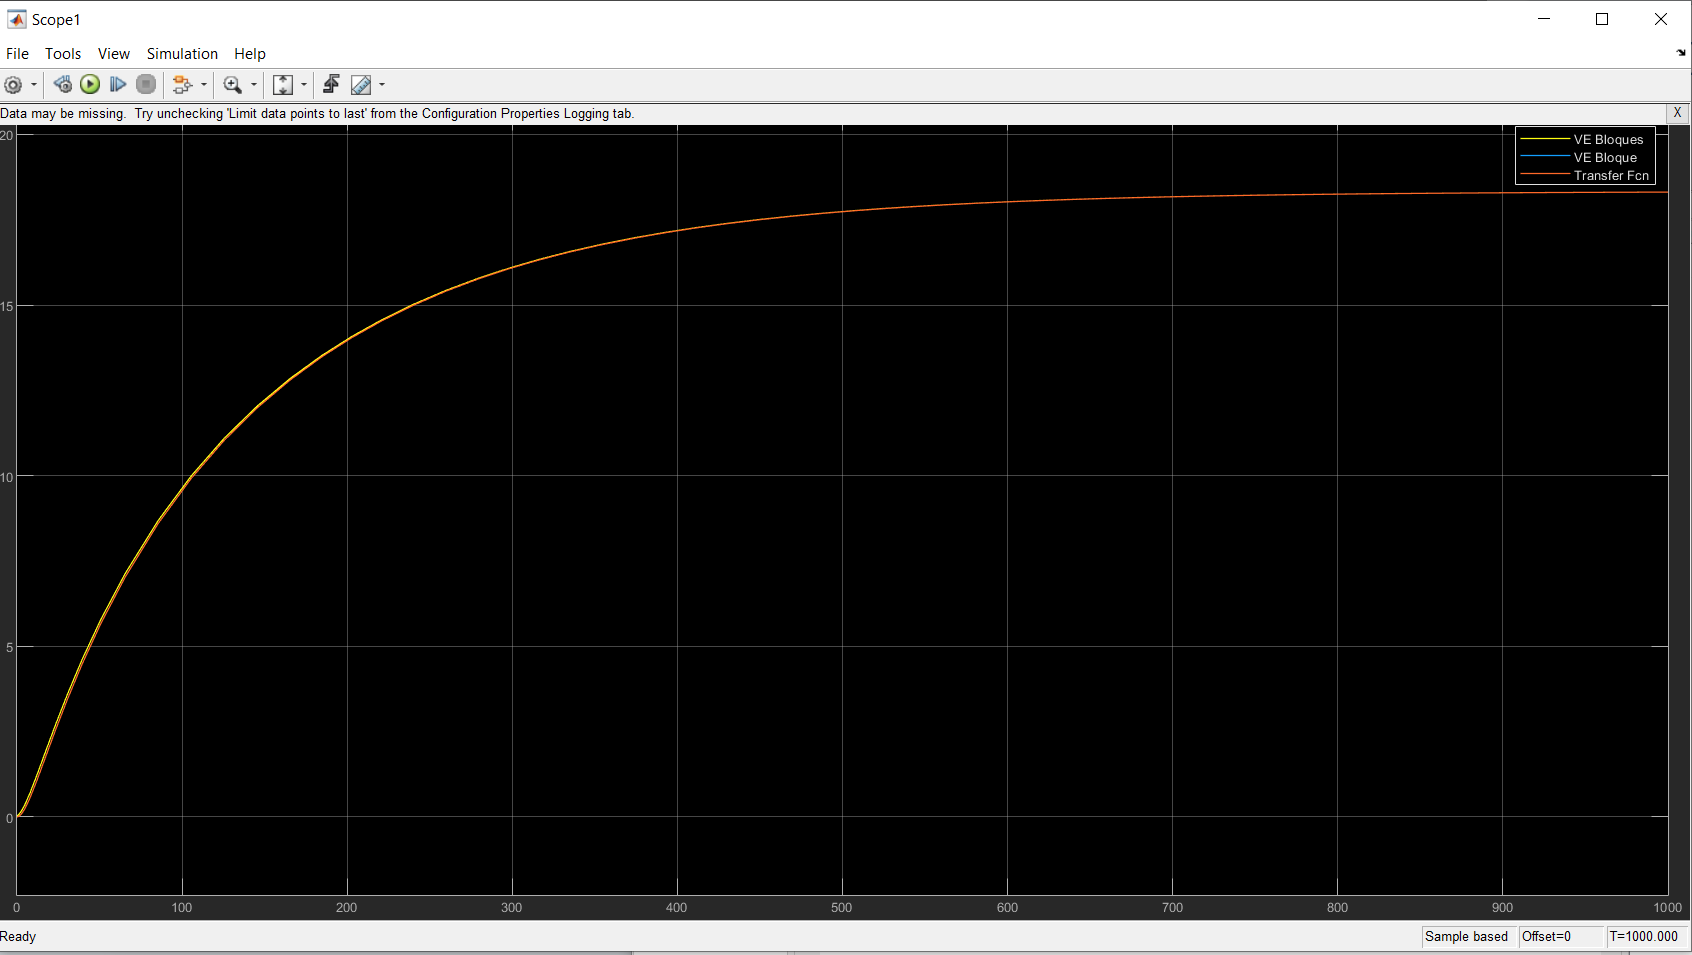 Scope1
File Tools View Simulation Help
Data may be missing. Try unchecking 'Limit data points to last' from the Configuration Properties Logging tab.
X
VE Bloques
VE Bloque
Transfer Fcn
20
15
10
5
0
0 100 200 300 400 500 600 700 800 900 1000
Ready
Sample based Offset=0 T=1000.000